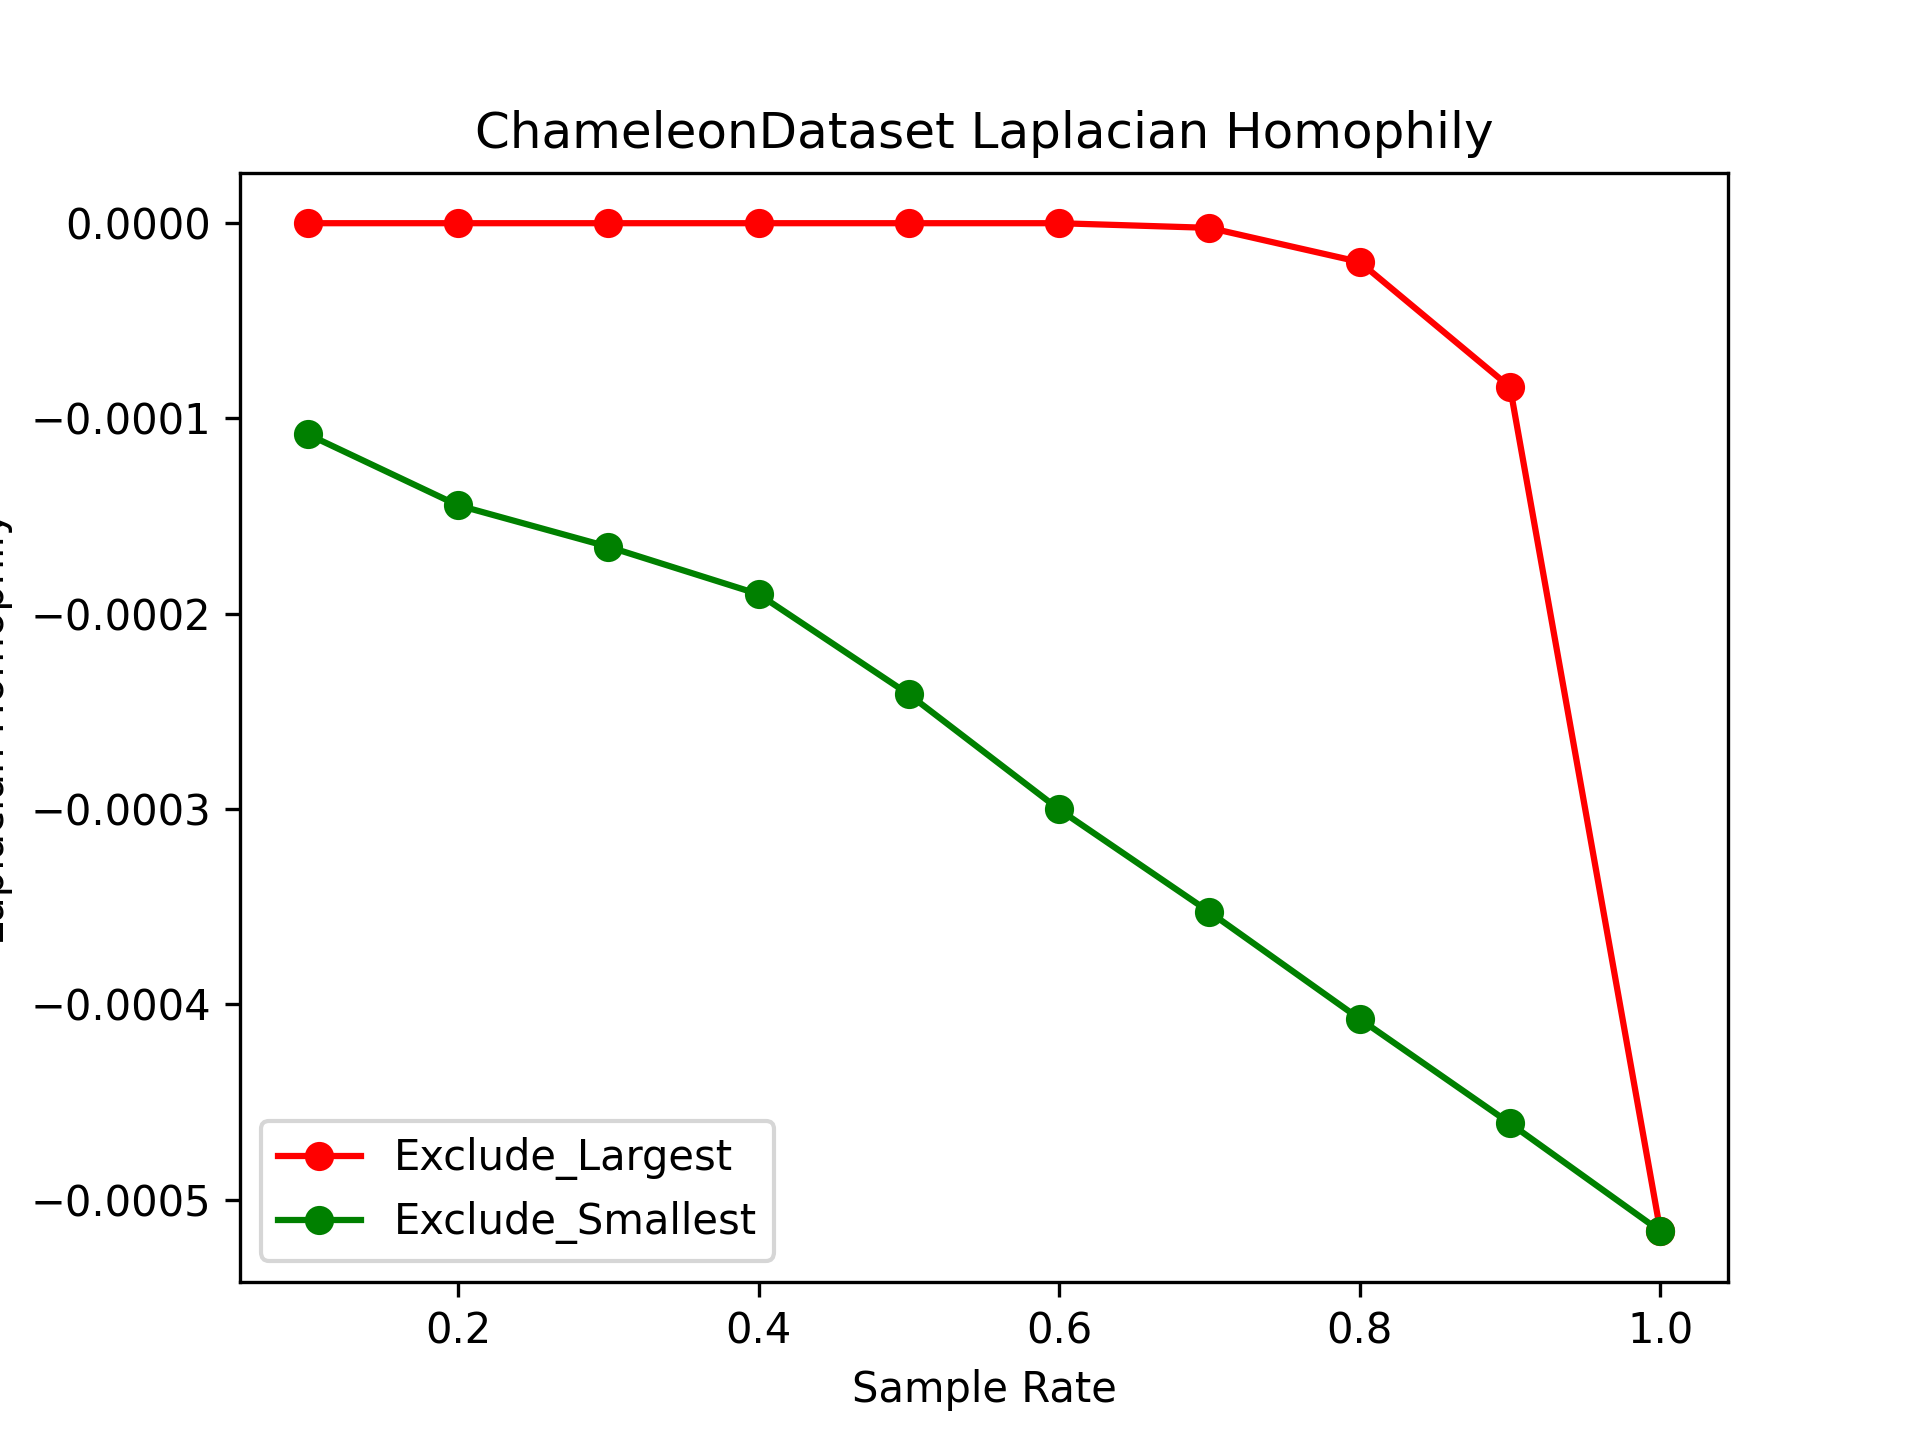 ChameleonDataset Laplacian Homophily
0.0000
−0.0001
−0.0002
−0.0003
−0.0004
−0.0005
Exclude_Largest
Exclude_Smallest
0.2
0.4
0.6
0.8
1.0
Sample Rate